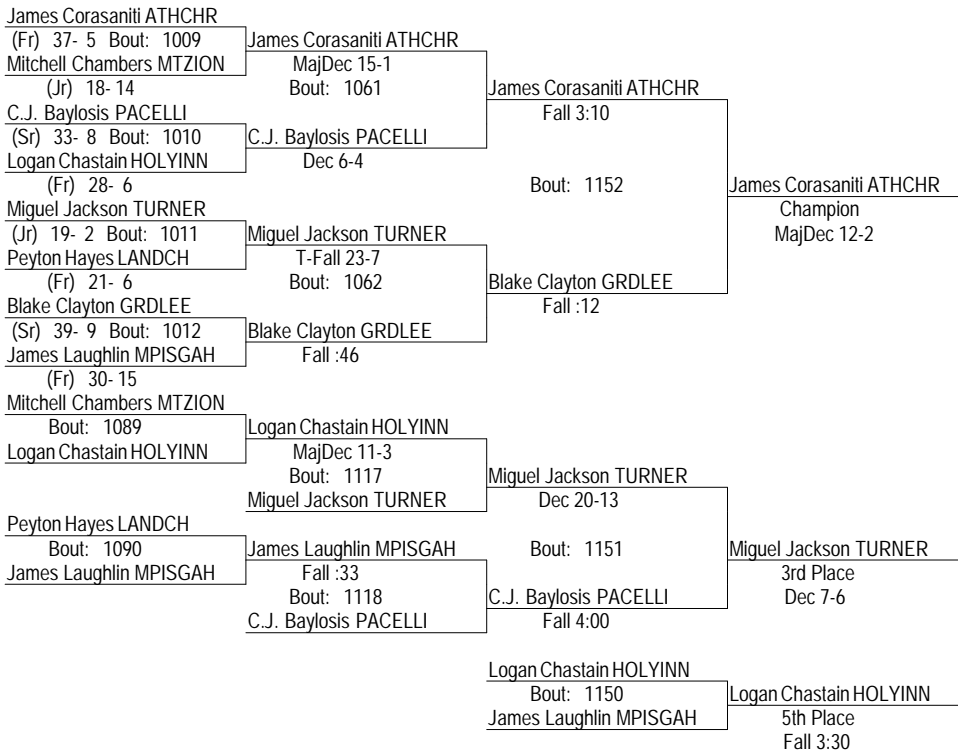 James Corasaniti ATHCHR
(Fr) 37- 5 Bout: 1009
James Corasaniti ATHCHR
Mitchell Chambers MTZION
MajDec 15-1
(Jr) 18- 14
Bout: 1061
James Corasaniti ATHCHR
C.J. Baylosis PACELLI
Fall 3:10
(Sr) 33- 8 Bout: 1010
C.J. Baylosis PACELLI
Logan Chastain HOLYINN
Dec 6-4
(Fr) 28- 6
Bout: 1152
James Corasaniti ATHCHR
Miguel Jackson TURNER
Champion
(Jr) 19- 2 Bout: 1011
Miguel Jackson TURNER
MajDec 12-2
Peyton Hayes LANDCH
T-Fall 23-7
(Fr) 21- 6
Bout: 1062
Blake Clayton GRDLEE
Blake Clayton GRDLEE
Fall :12
(Sr) 39- 9 Bout: 1012
Blake Clayton GRDLEE
James Laughlin MPISGAH
Fall :46
(Fr) 30- 15
Mitchell Chambers MTZION
Bout: 1089
Logan Chastain HOLYINN
Logan Chastain HOLYINN
MajDec 11-3
Bout: 1117
Miguel Jackson TURNER
Miguel Jackson TURNER
Dec 20-13
Peyton Hayes LANDCH
Bout: 1090
James Laughlin MPISGAH
Bout: 1151
Miguel Jackson TURNER
James Laughlin MPISGAH
Fall :33
3rd Place
Bout: 1118
C.J. Baylosis PACELLI
Dec 7-6
C.J. Baylosis PACELLI
Fall 4:00
Logan Chastain HOLYINN
Bout: 1150
Logan Chastain HOLYINN
James Laughlin MPISGAH
5th Place
Fall 3:30